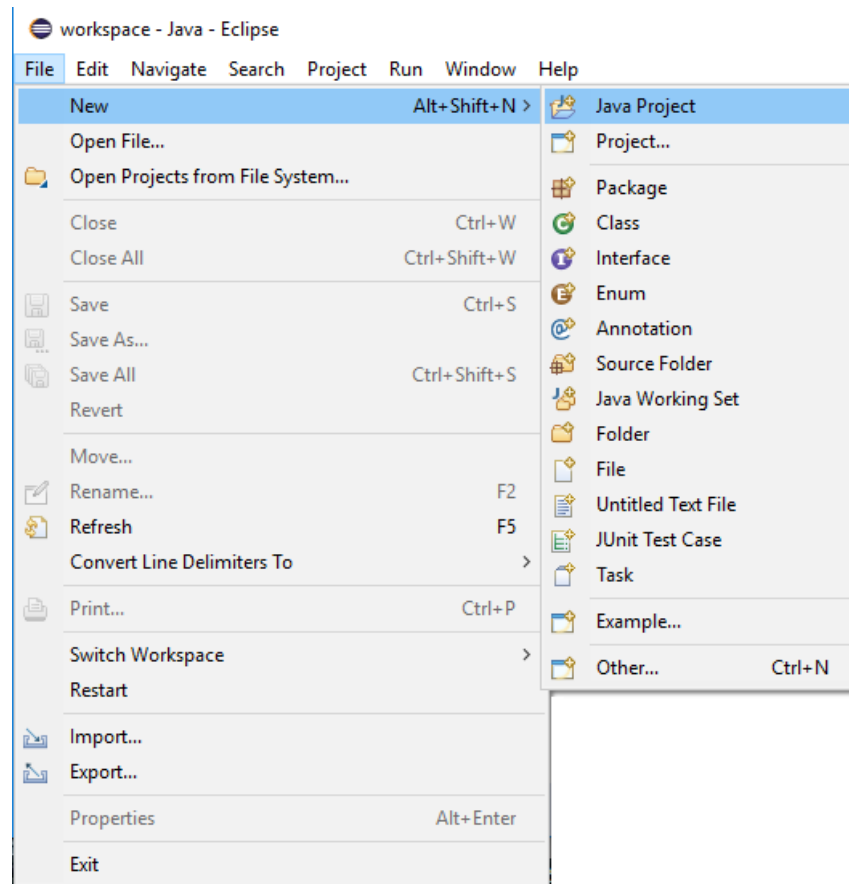 workspace - Java - Eclipse
File Edit Navigate Search Project Run Window Help
New Alt+Shift+N >
Open File...
Open Projects from File System...
Close Ctrl+W
Close All Ctrl+Shift+W
Save Ctrl+S
Save As...
Save All Ctrl+Shift+S
Revert
Move...
Rename... F2
Refresh F5
Convert Line Delimiters To >
Print... Ctrl+P
Switch Workspace >
Restart
Import...
Export...
Properties Alt+Enter
Exit
Java Project
Project...
Package
Class
Interface
Enum
Annotation
Source Folder
Java Working Set
Folder
File
Untitled Text File
JUnit Test Case
Task
Example...
Other... Ctrl+N